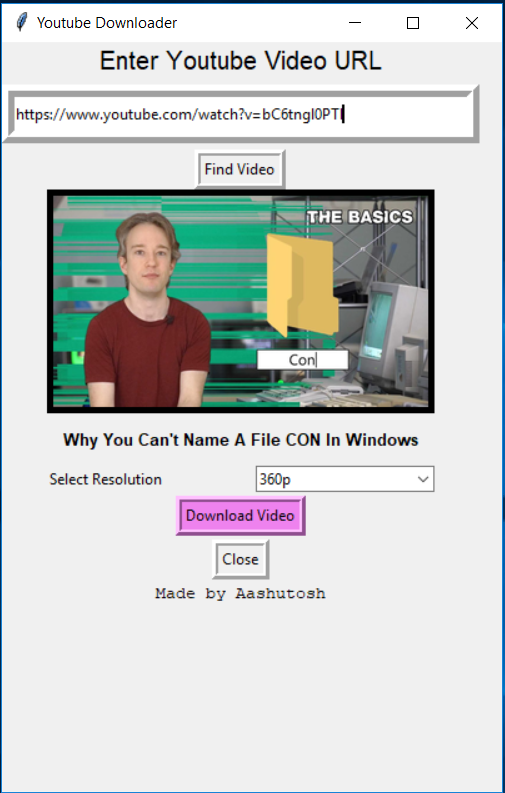 Youtube Downloader
Enter Youtube Video URL
https://www.youtube.com/watch?v=bC6tngl0PTI
Find Video
THE BASICS
Con
Why You Can't Name A File CON In Windows
Select Resolution
360p
Download Video
Close
Made by Aashutosh